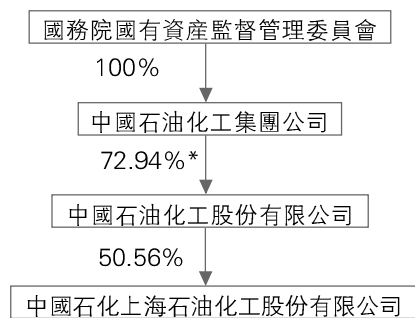 國務院國有資產監督管理委員會
100%
中國石油化工集團公司
72.94%*
中國石油化工股份有限公司
50.56%
中國石化上海石油化工股份有限公司